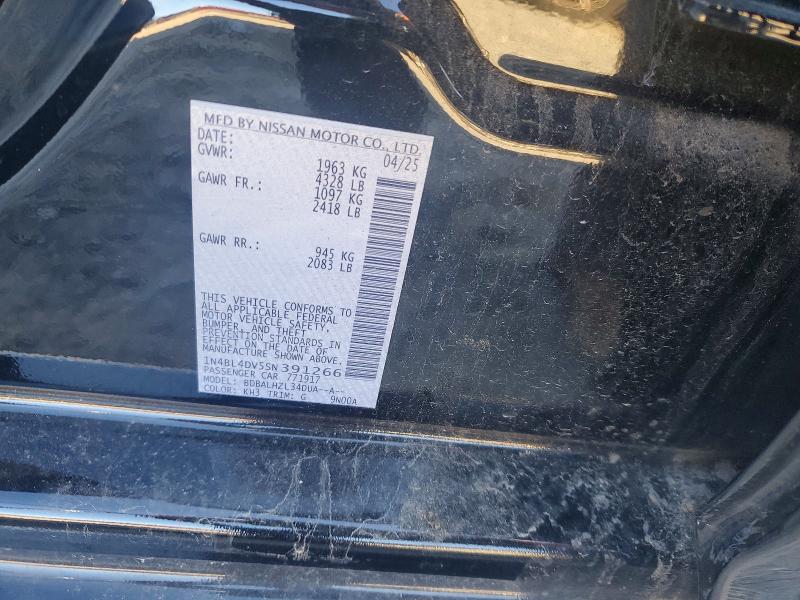 MFD BY NISSAN MOTOR CO., LTD.
DATE: 04/25
GVWR: 1963 KG
4328 LB
GAWR FR.: 1097 KG
2418 LB
GAWR RR.: 945 KG
2083 LB
THIS VEHICLE CONFORMS TO
ALL APPLICABLE FEDERAL
MOTOR VEHICLE SAFETY,
BUMPER, AND THEFT
PREVENTION STANDARDS IN
EFFECT ON THE DATE OF
MANUFACTURE SHOWN ABOVE.
1N4BL4DV5SN391266
PASSENGER CAR 771917
MODEL: BDBALHZL34DUA--A--
COLOR: KH3 TRIM: G 9N00A